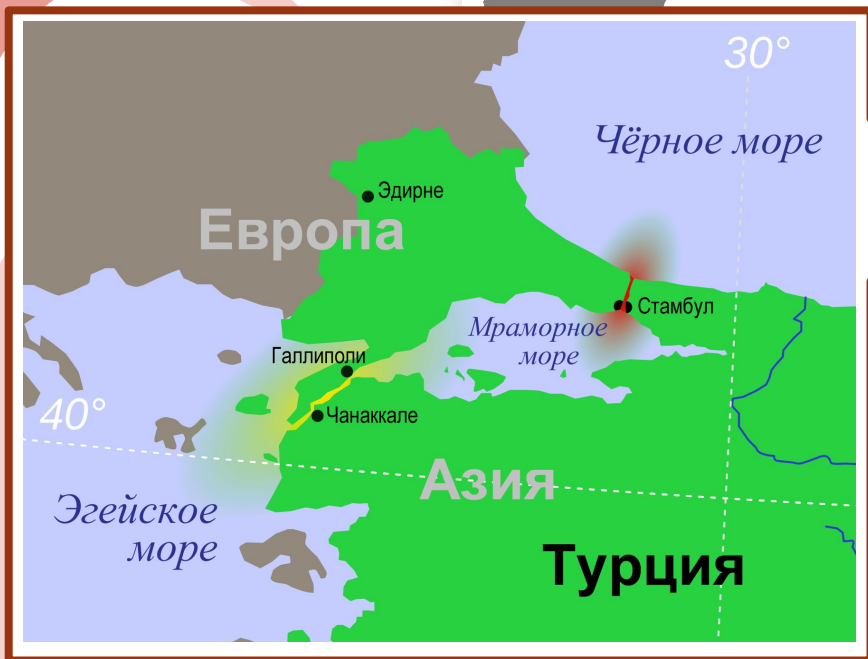 30°
Чёрное море
Эдирне
Европа
Стамбул
Мраморное
море
Галлиполи
40°
Чанаккале
Азия
Эгейское
море
Турция